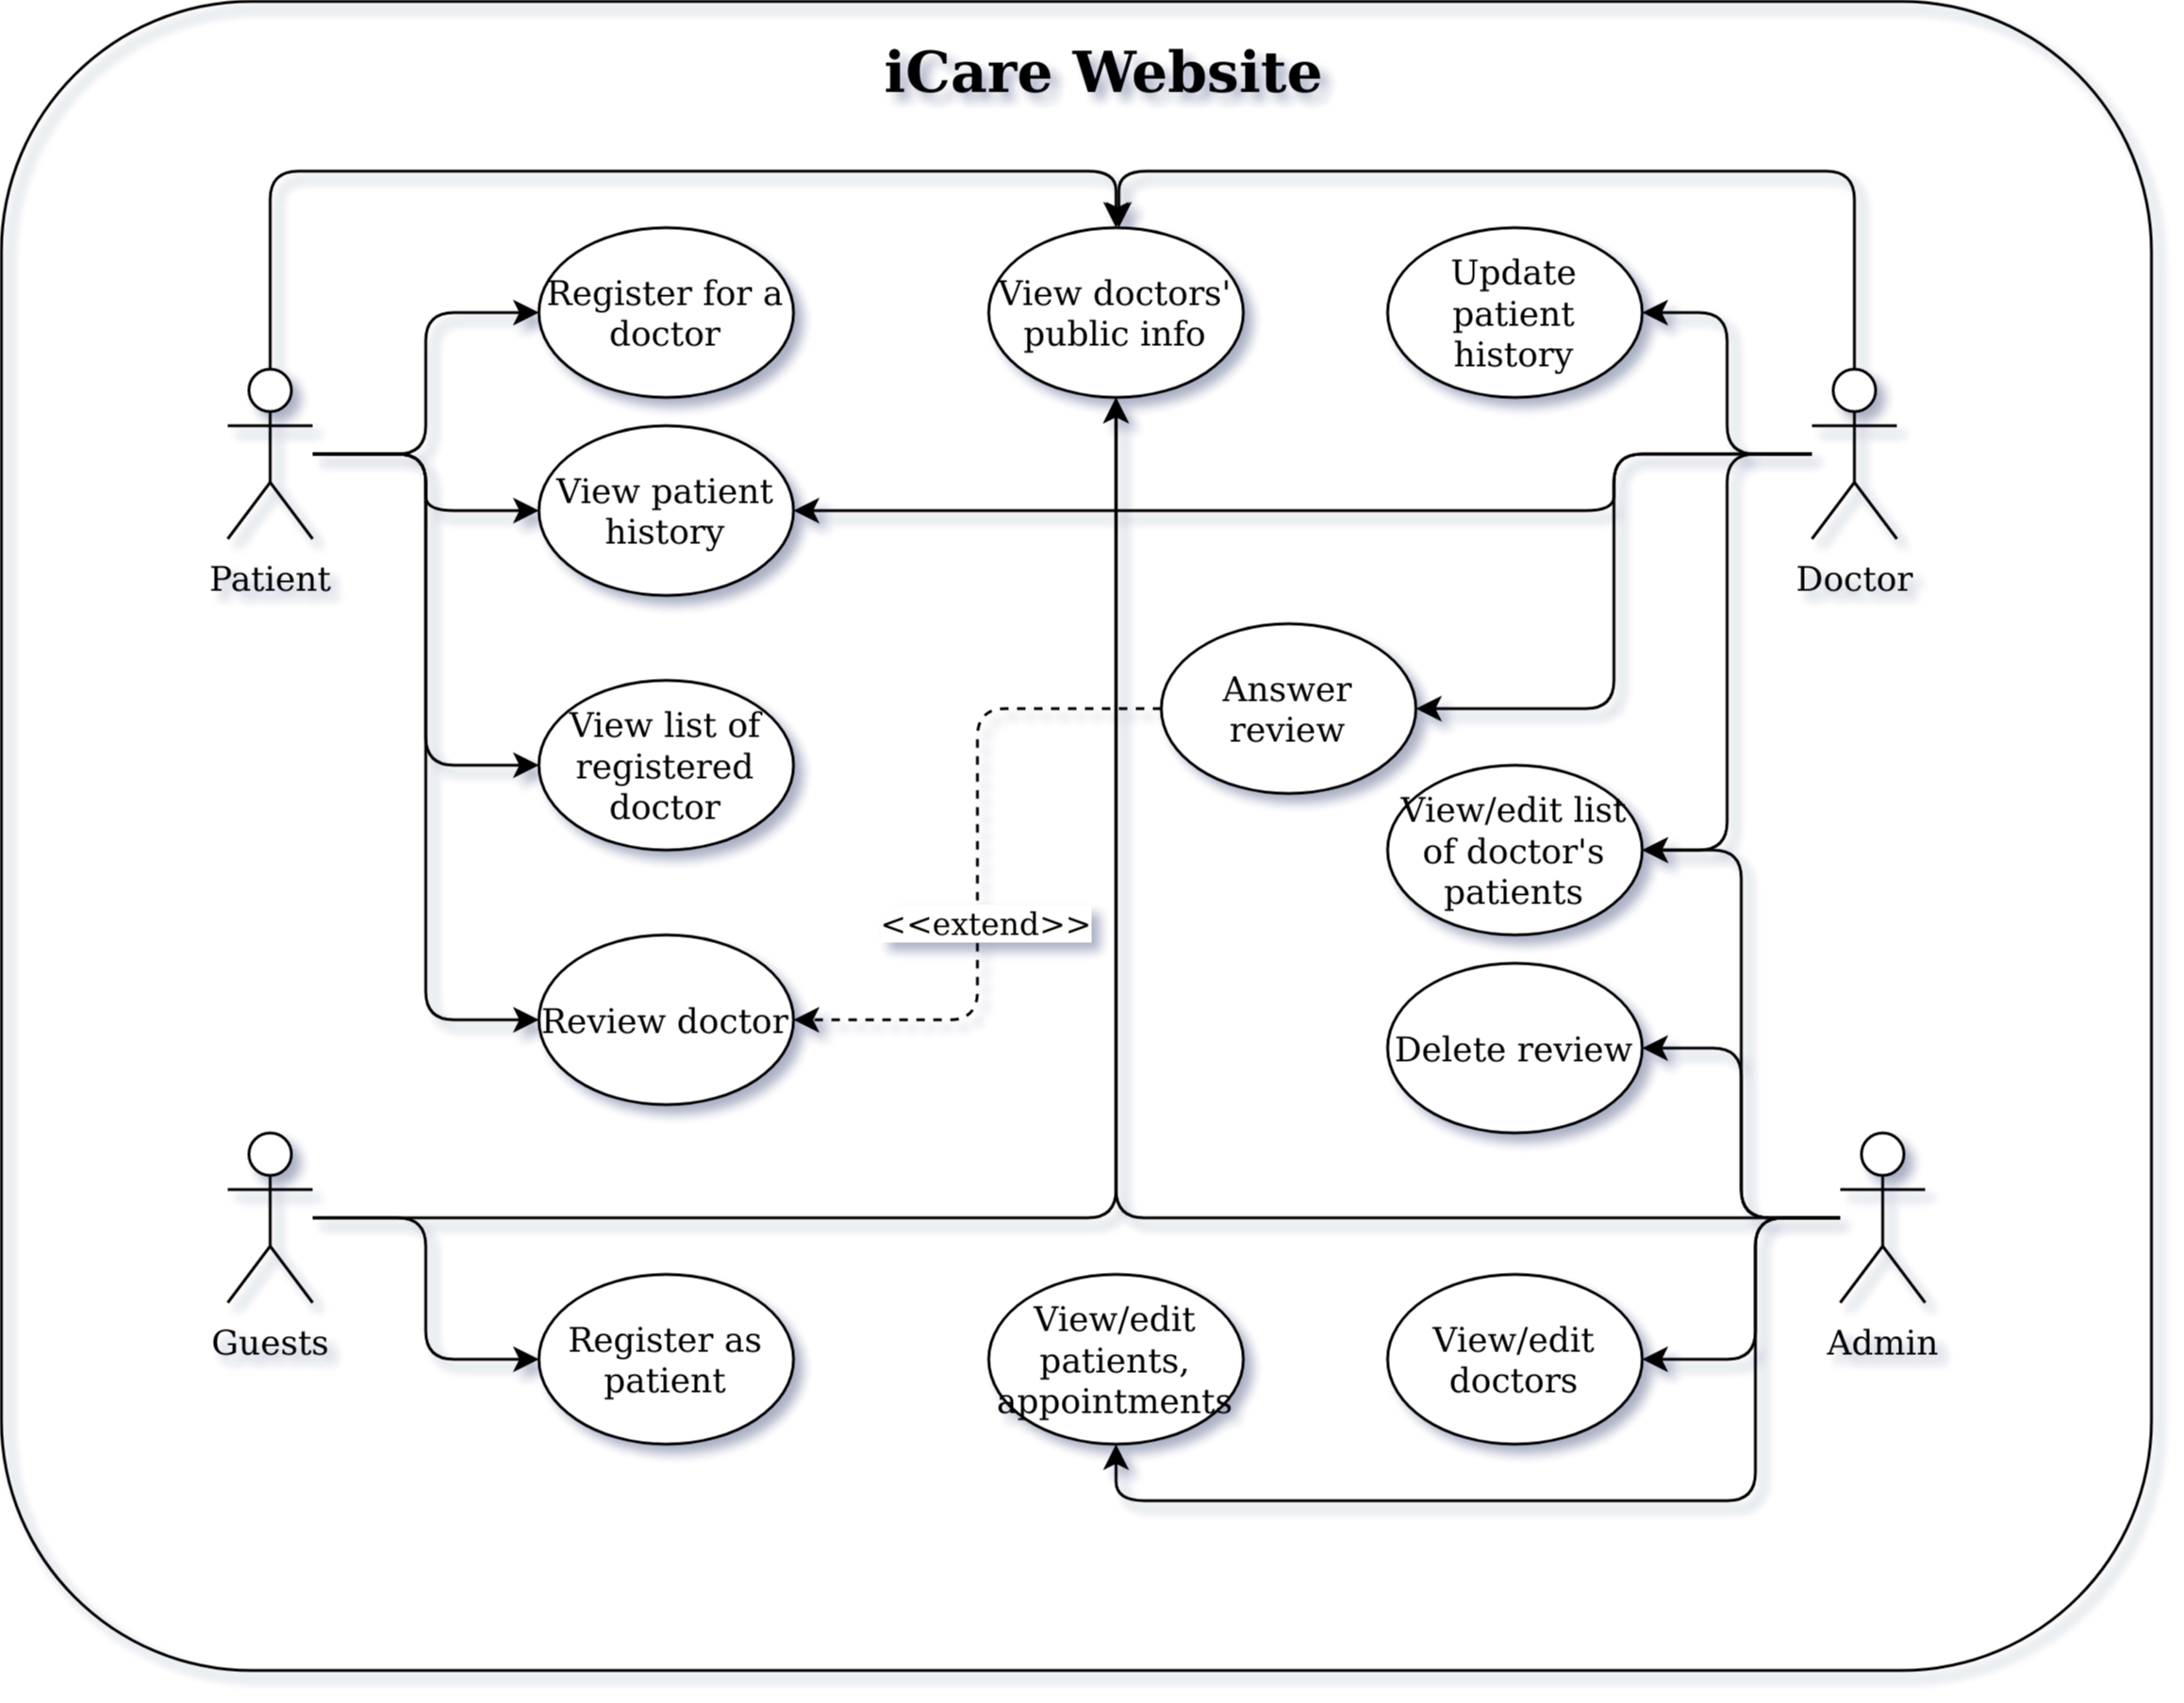 iCare Website
Register for a
doctor
View doctors'
public info
Update
patient
history
View patient
history
Patient
Doctor
Answer
review
View list of
registered
doctor
View/edit list
of doctor's
patients
<<extend>>
Review doctor
Delete review
Guests
Register as
patient
View/edit
patients,
appointments
View/edit
doctors
Admin